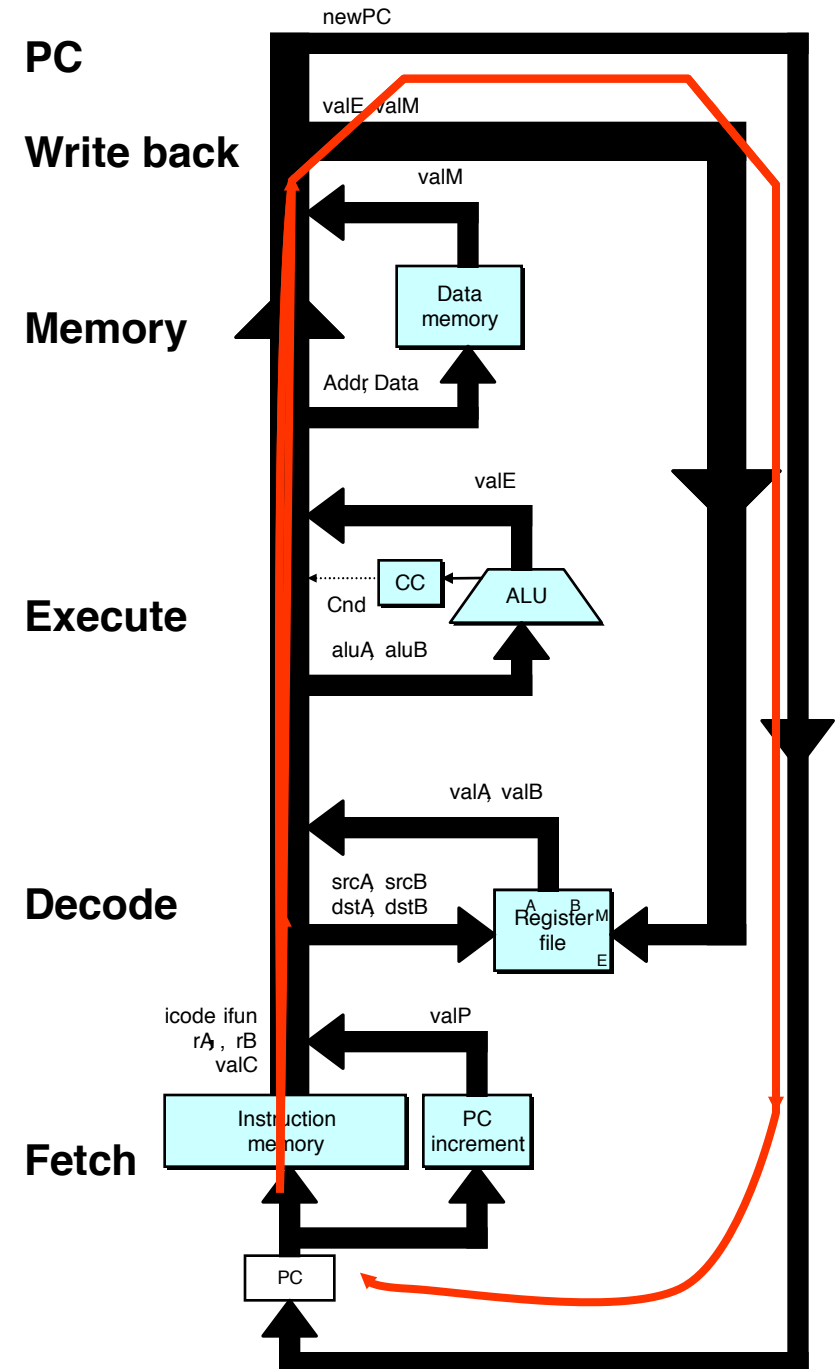 newPC
PC
valE, valM
Write back
valM
Data
memory
Memory
Addr, Data
valE
CC
ALU
Cnd
Execute
aluA, aluB
valA, valB
srcA, srcB
dstA, dstB
Decode
A B
Register M
file
E
icode ifun
rA, rB
valC
valP
Instruction
memory
PC
increment
Fetch
PC